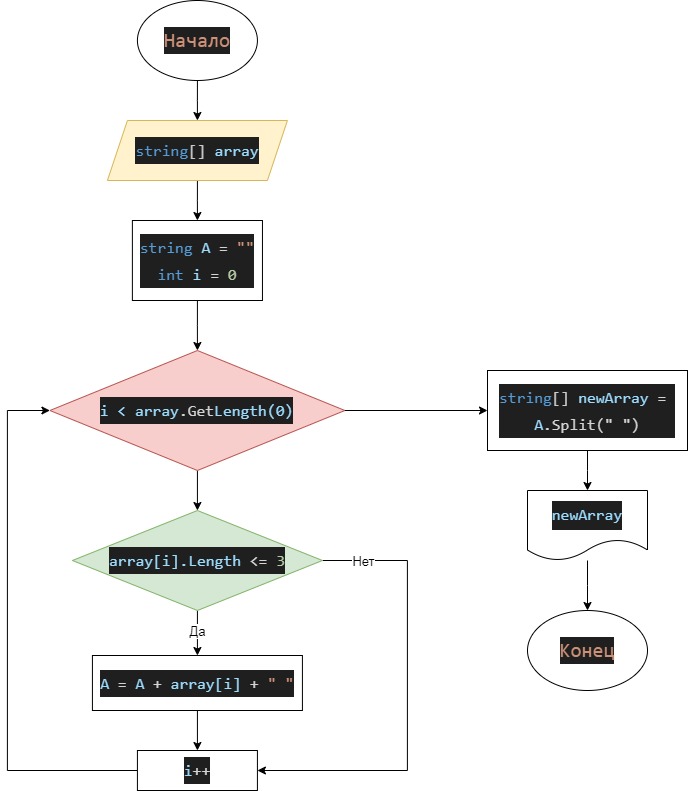 Начало
string[] array
string A = ""
int i = 0
i < array.GetLength(0)
string[] newArray =
A.Split(" ")
newArray
Конец
array[i].Length <= 3
Нет
Да
A = A + array[i] + " "
i++